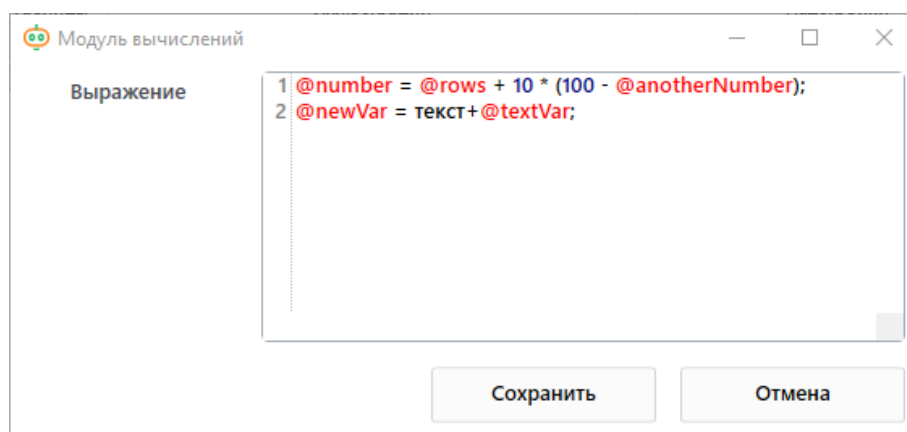 Модуль вычислений
Выражение
1 @number = @rows + 10 * (100 - @anotherNumber);
2 @newVar = текст+@textVar;
Сохранить
Отмена